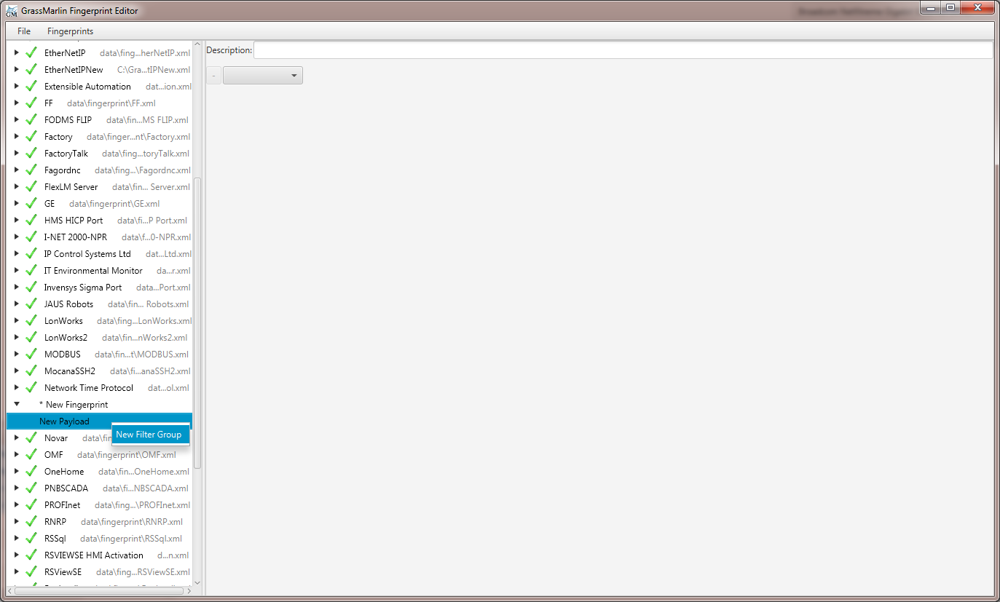 GrassMarlin Fingerprint Editor
File Fingerprints
EtherNetIP data\fing...herNetIP.xml
EtherNetIPNew C:\Gra...tIPNew.xml
Extensible Automation dat...ion.xml
FF data\fingerprint\FF.xml
FODMS FLIP data\fin...MS FLIP.xml
Factory data\finger...nt\Factory.xml
FactoryTalk data\fing...toryTalk.xml
Fagordnc data\fing...\Fagordnc.xml
FlexLM Server data\fin... Server.xml
GE data\fingerprint\GE.xml
HMS HICP Port data\fi...P Port.xml
I-NET 2000-NPR data\f...0-NPR.xml
IP Control Systems Ltd dat...Ltd.xml
IT Environmental Monitor da...r.xml
Invensys Sigma Port data...Port.xml
JAUS Robots data\fin... Robots.xml
LonWorks data\fing...LonWorks.xml
LonWorks2 data\fin...nWorks2.xml
MODBUS data\fin...t\MODBUS.xml
MocanaSSH2 data\fi...anaSSH2.xml
Network Time Protocol dat...ol.xml
* New Fingerprint
New Payload
New Filter Group
Novar data\fin
OMF data\fingerprint\OMF.xml
OneHome data\fin...OneHome.xml
PNBSCADA data\fi...NBSCADA.xml
PROFInet data\fing...\PROFInet.xml
RNRP data\fingerprint\RNRP.xml
RSSql data\fingerprint\RSSql.xml
RSVIEWSE HMI Activation d...n.xml
RSViewSE data\fing...RSViewSE.xml
Description:
-